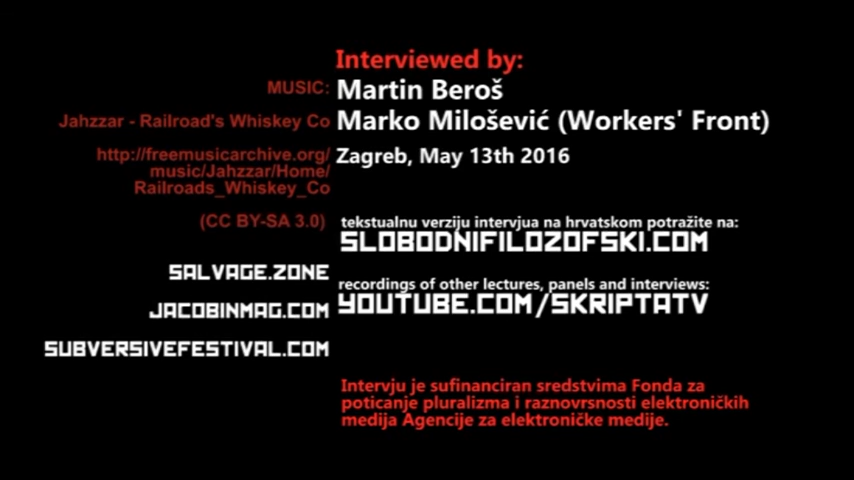 Interviewed by:
MUSIC:
Martin Beroš
Jahzzar - Railroad's Whiskey Co
Marko Milošević (Workers' Front)
http://freemusicarchive.org/
music/Jahzzar/Home/
Railroads_Whiskey_Co
Zagreb, May 13th 2016
(CC BY-SA 3.0)
tekstualnu verziju intervjua na hrvatskom potražite na:
SLOBODNIFILOZOFSKI.COM
SALVAGE.ZONE
JACOBINMAG.COM
SUBVERSIVEFESTIVAL.COM
recordings of other lectures, panels and interviews:
YOUTUBE.COM/SKRIPTATV
Intervju je sufinanciran sredstvima Fonda za
poticanje pluralizma i raznovrsnosti elektroničkih
medija Agencije za elektroničke medije.